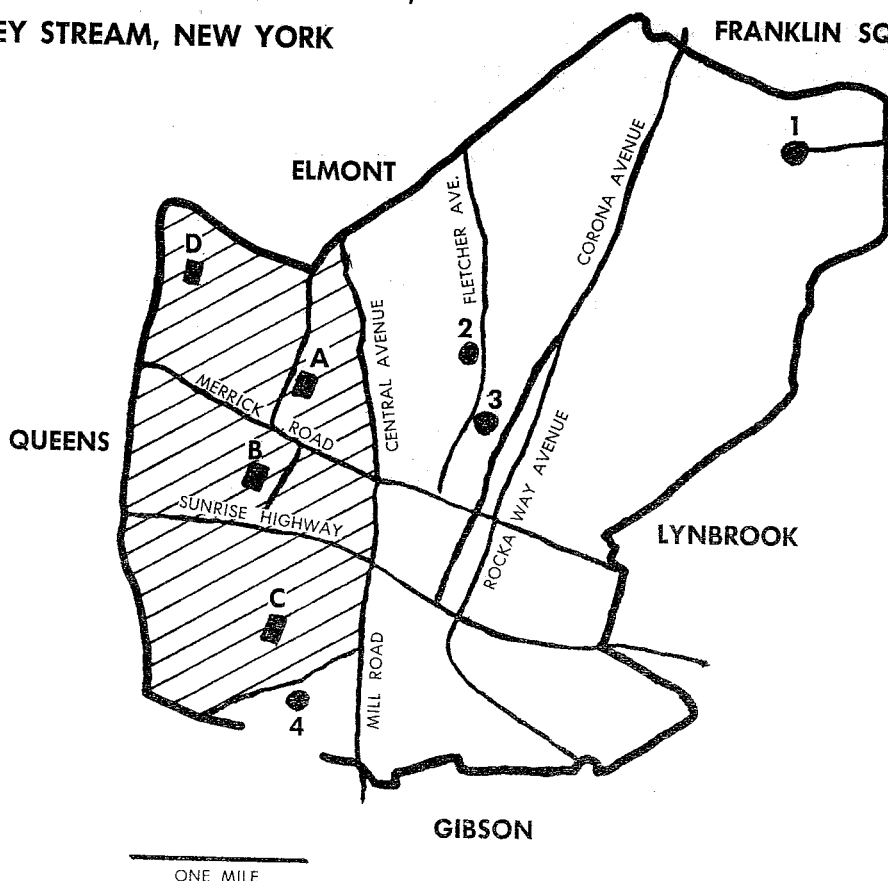 EY STREAM, NEW YORK
FRANKLIN SQ
1
ELMONT
D
FLETCHER AVE.
CORONA AVENUE
2
A
CENTRAL AVENUE
MERRICK ROAD
3
QUEENS
B
SUNRISE HIGHWAY
ROCKAWAY AVENUE
LYNBROOK
C
4
MILL ROAD
GIBSON
ONE MILE